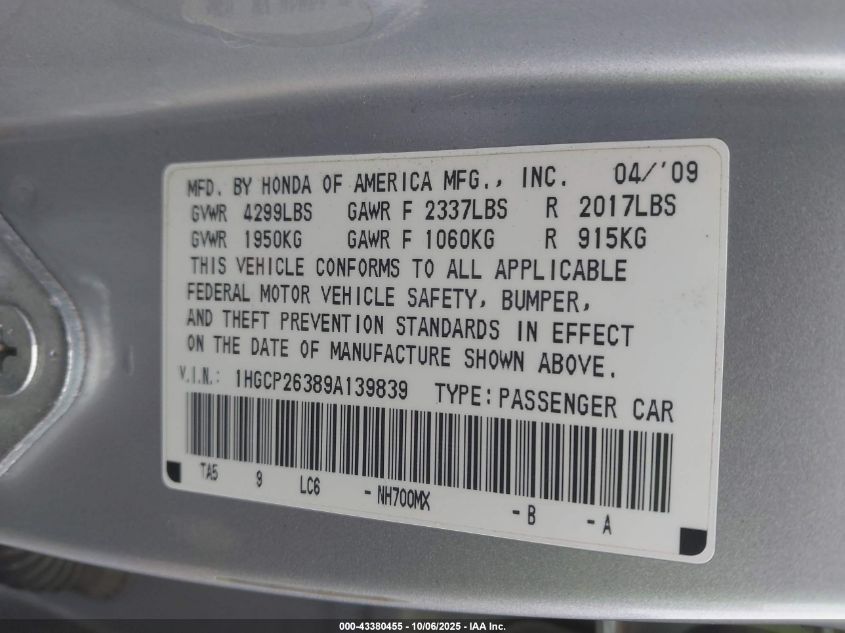 MFD. BY HONDA OF AMERICA MFG., INC. 04/'09
GVWR 4299LBS GAWR F 2337LBS R 2017LBS
GVWR 1950KG GAWR F 1060KG R 915KG
THIS VEHICLE CONFORMS TO ALL APPLICABLE
FEDERAL MOTOR VEHICLE SAFETY, BUMPER,
AND THEFT PREVENTION STANDARDS IN EFFECT
ON THE DATE OF MANUFACTURE SHOWN ABOVE.
V.I.N.: 1HGCP26389A139839 TYPE: PASSENGER CAR
TA5 9 LC6 - NH700MX - B - A
000-43380455 - 10/06/2025 - IAA Inc.